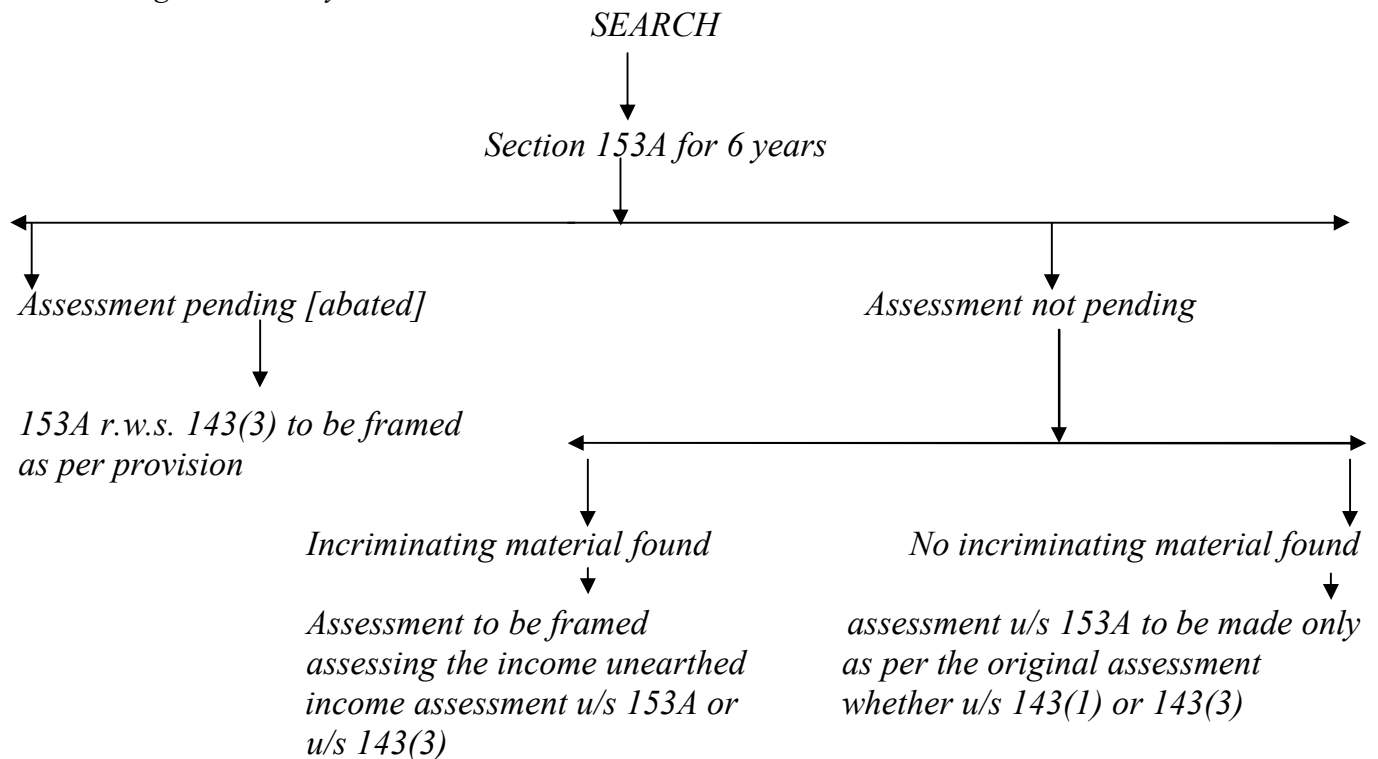 SEARCH
Section 153A for 6 years
Assessment pending [abated]
Assessment not pending
153A r.w.s. 143(3) to be framed
as per provision
Incriminating material found
No incriminating material found
Assessment to be framed
assessing the income unearthed
income assessment u/s 153A or
u/s 143(3)
assessment u/s 153A to be made only
as per the original assessment
whether u/s 143(1) or 143(3)